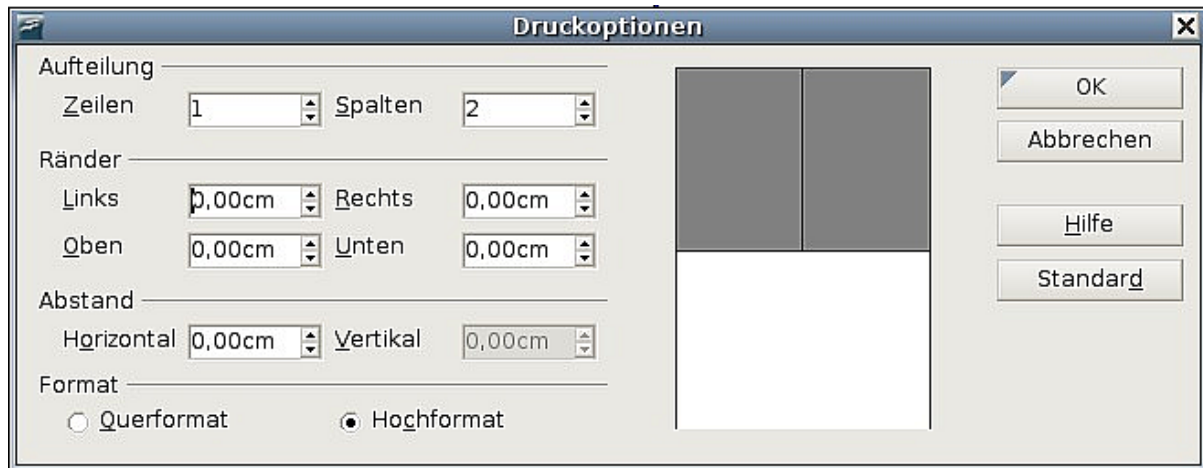 Druckoptionen
Aufteilung
Zeilen 1 Spalten 2
Ränder
Links 0,00cm Rechts 0,00cm
Oben 0,00cm Unten 0,00cm
Abstand
Horizontal 0,00cm Vertikal 0,00cm
Format
Querformat Hochformat
OK
Abbrechen
Hilfe
Standard